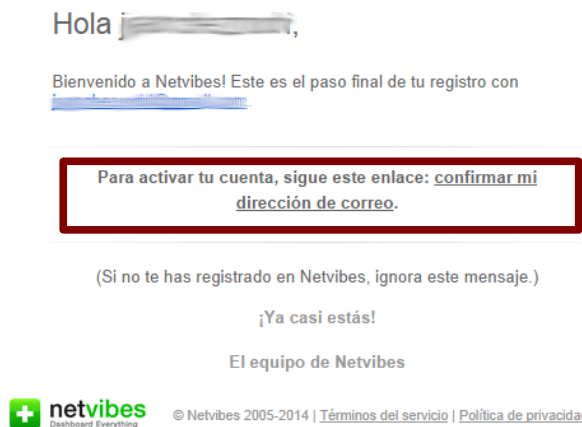 Hola
Bienvenido a Netvibes! Este es el paso final de tu registro con
Para activar tu cuenta, sigue este enlace: confirmar mi
dirección de correo.
(Si no te has registrado en Netvibes, ignora este mensaje.)
¡Ya casi estás!
El equipo de Netvibes
netvibes
Dashboard Everything
© Netvibes 2005-2014 | Términos del servicio | Política de privacidad